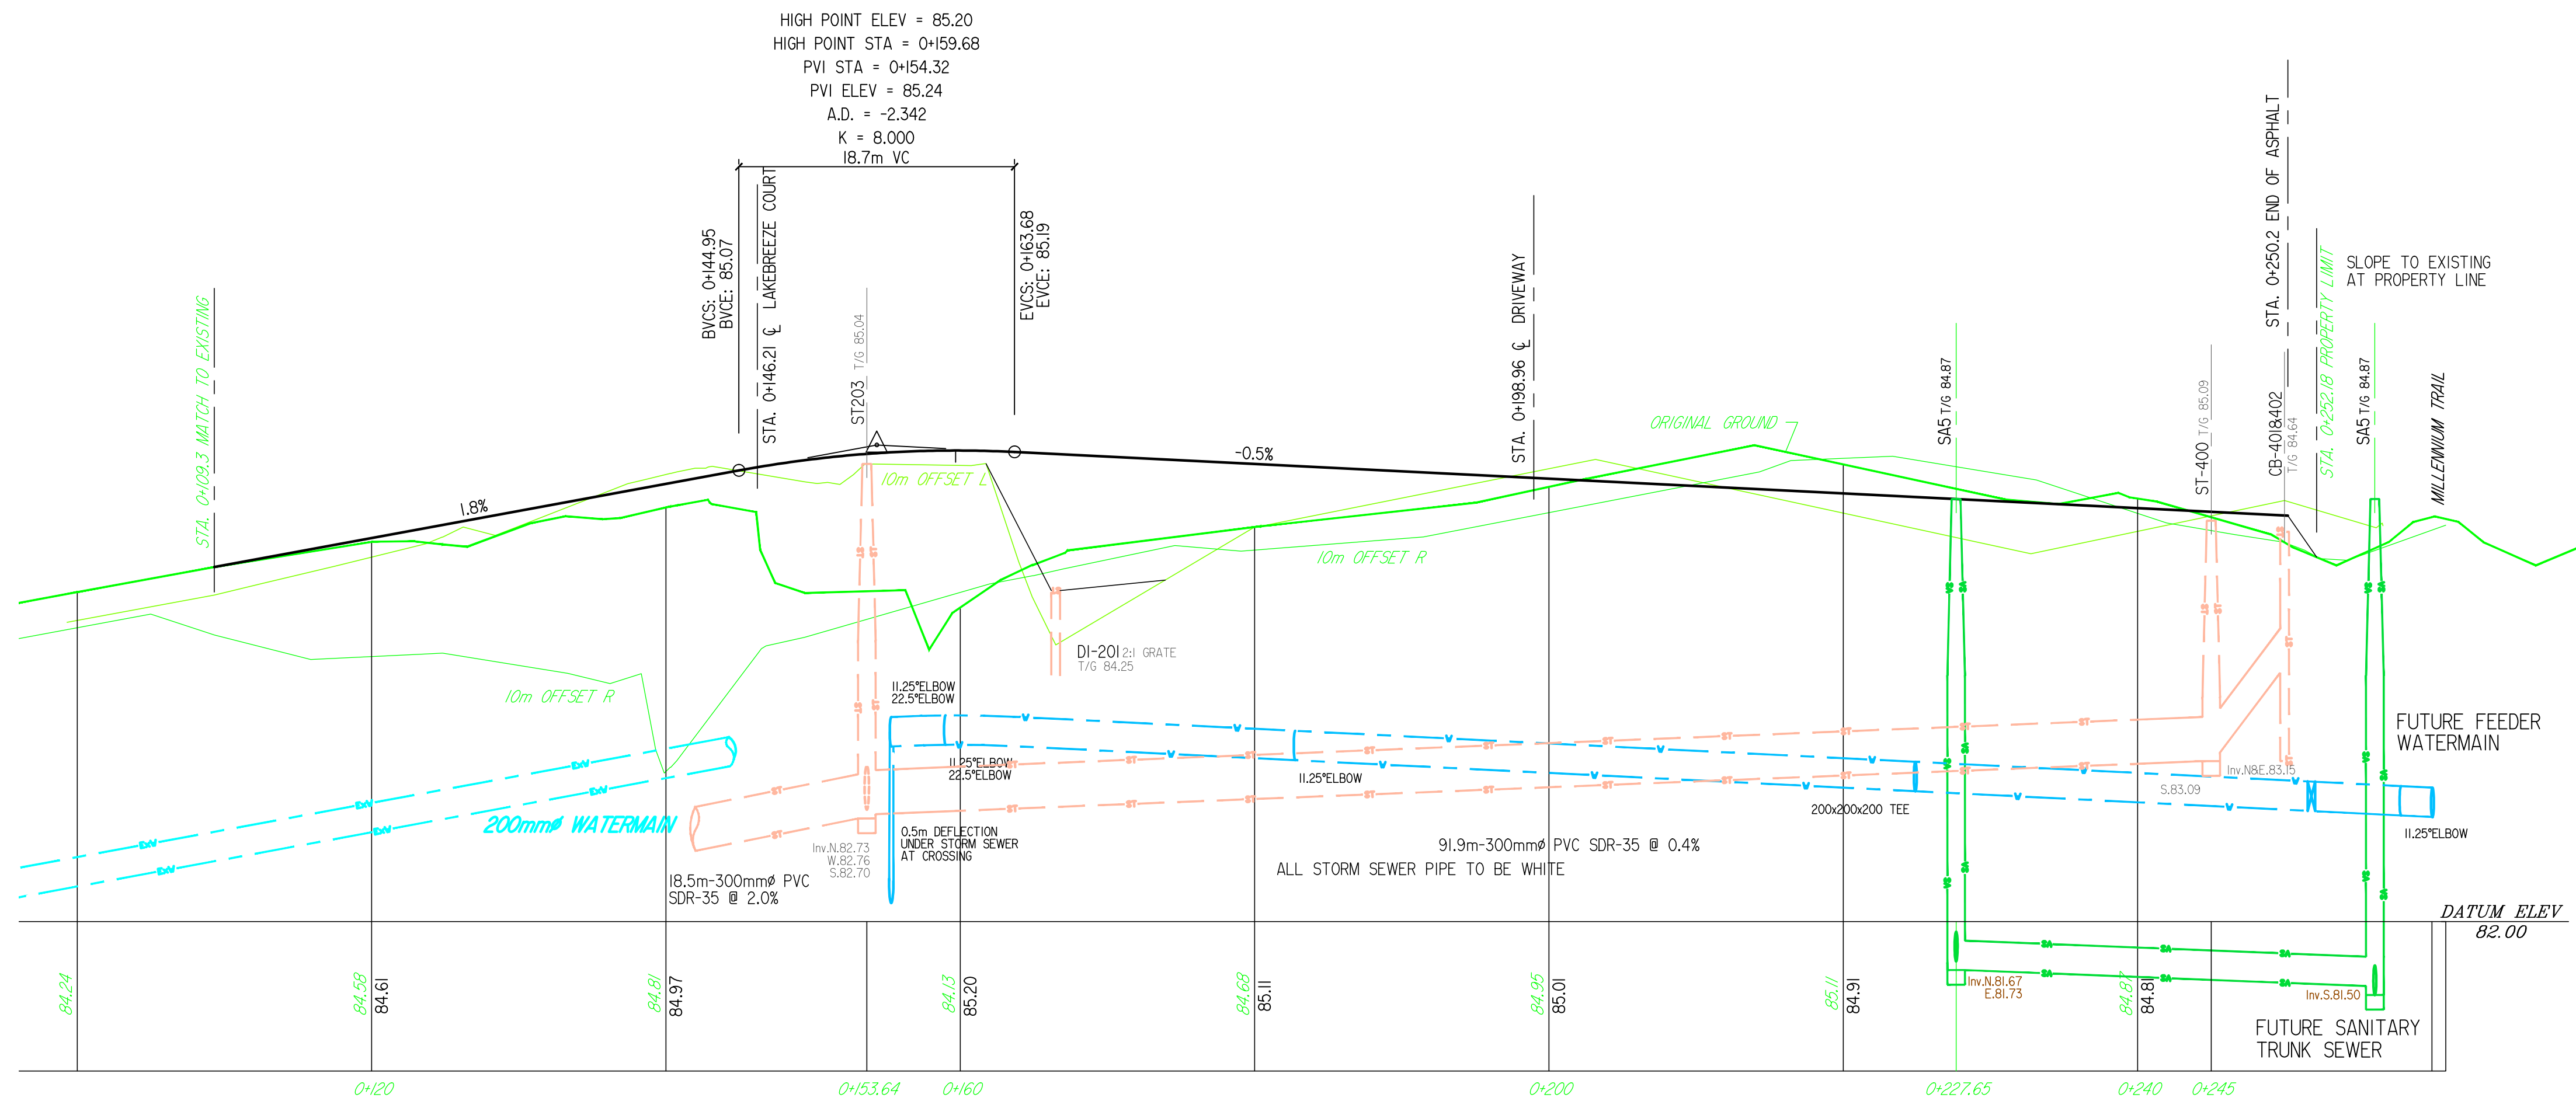 HIGH POINT ELEV = 85.20
HIGH POINT STA = 0+159.68
PVI STA = 0+154.32
PVI ELEV = 85.24
A.D. = -2.342
K = 8.000
18.7m VC
STA. 0+109.3 MATCH TO EXISTING
BVCS: 0+144.95
BVCE: 85.07
STA. 0+146.21 ℄ LAKEBREEZE COURT
ST203 T/G 85.04
EVCS: 0+163.68
EVCE: 85.19
STA. 0+198.96 ℄ DRIVEWAY
ORIGINAL GROUND
SA5 T/G 84.87
ST-400 T/G 85.09
STA. 0+250.2 END OF ASPHALT
CB-401&402
T/G 84.64
STA. 0+252.18 PROPERTY LIMIT
SLOPE TO EXISTING
AT PROPERTY LINE
SA5 T/G 84.87
MILLENNIUM TRAIL
1.8%
-0.5%
10m OFFSET L
10m OFFSET R
10m OFFSET R
DI-201 2:1 GRATE
T/G 84.25
11.25°ELBOW
22.5°ELBOW
11.25°ELBOW
22.5°ELBOW
11.25°ELBOW
200x200x200 TEE
Inv.N&E.83.15
S.83.09
FUTURE FEEDER
WATERMAIN
11.25°ELBOW
200mmø WATERMAIN
0.5m DEFLECTION
UNDER STORM SEWER
AT CROSSING
Inv.N.82.73
W.82.76
S.82.70
18.5m-300mmø PVC
SDR-35 @ 2.0%
91.9m-300mmø PVC SDR-35 @ 0.4%
ALL STORM SEWER PIPE TO BE WHITE
DATUM ELEV
82.00
84.24
84.58
84.61
84.81
84.97
84.13
85.20
84.68
85.11
84.95
85.01
85.11
84.91
84.87
84.81
Inv.N.81.67
E.81.73
Inv.S.81.50
FUTURE SANITARY
TRUNK SEWER
0+120
0+153.64
0+160
0+200
0+227.65
0+240
0+245